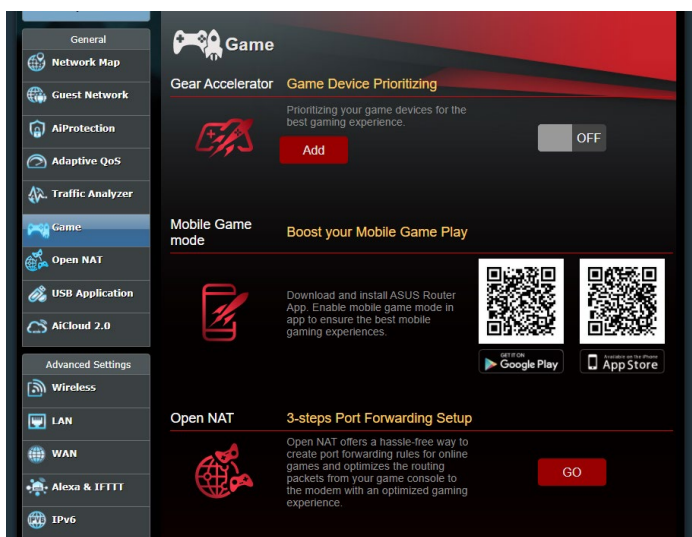 General
Network Map
Guest Network
AiProtection
Adaptive QoS
Traffic Analyzer
Game
Open NAT
USB Application
AiCloud 2.0
Advanced Settings
Wireless
LAN
WAN
Alexa & IFTTT
IPv6
Game
Gear Accelerator
Game Device Prioritizing
Prioritizing your game devices for the
best gaming experience.
Add
OFF
Mobile Game
mode
Boost your Mobile Game Play
Download and install ASUS Router
App. Enable mobile game mode in
app to ensure the best mobile
gaming experiences.
GET IT ON
Google Play
Available on the iPhone
App Store
Open NAT
3-steps Port Forwarding Setup
Open NAT offers a hassle-free way to
create port forwarding rules for online
games and optimizes the routing
packets from your game console to
the modem with an optimized gaming
experience.
GO